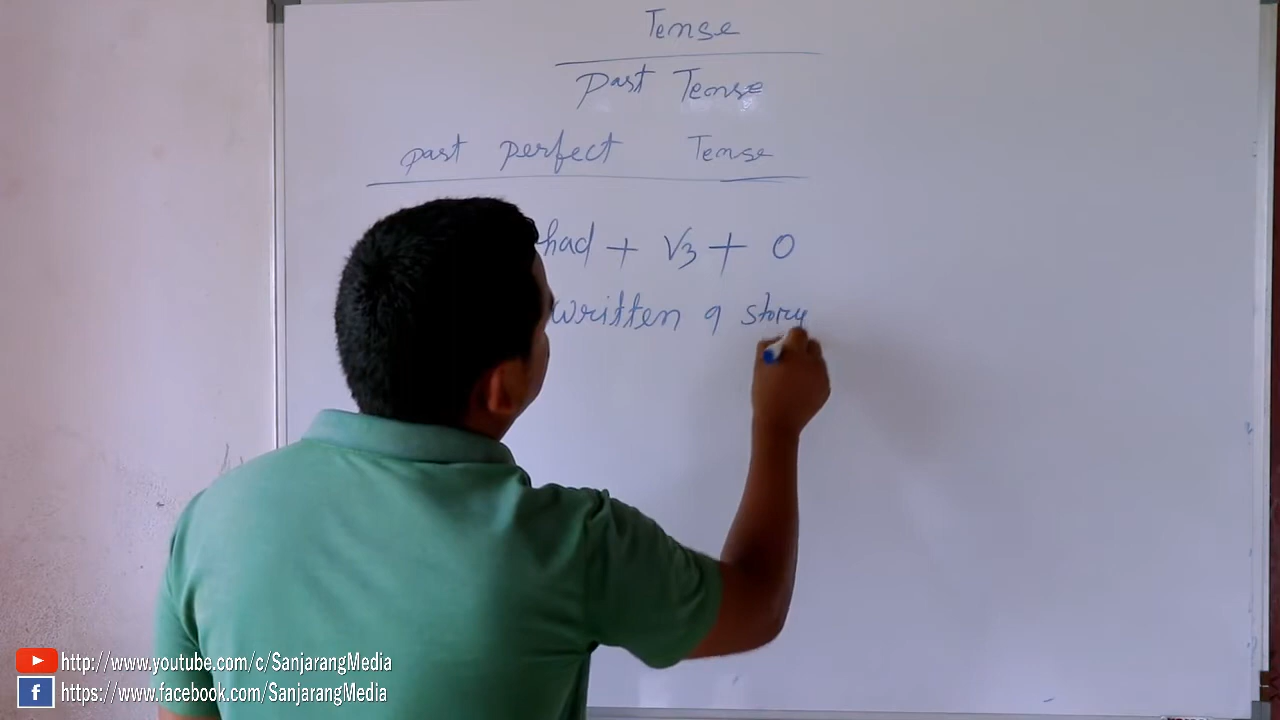 Tense
Past Tense
past perfect Tense
had + V3 + O
written a story
http://www.youtube.com/c/SanjarangMedia
https://www.facebook.com/SanjarangMedia